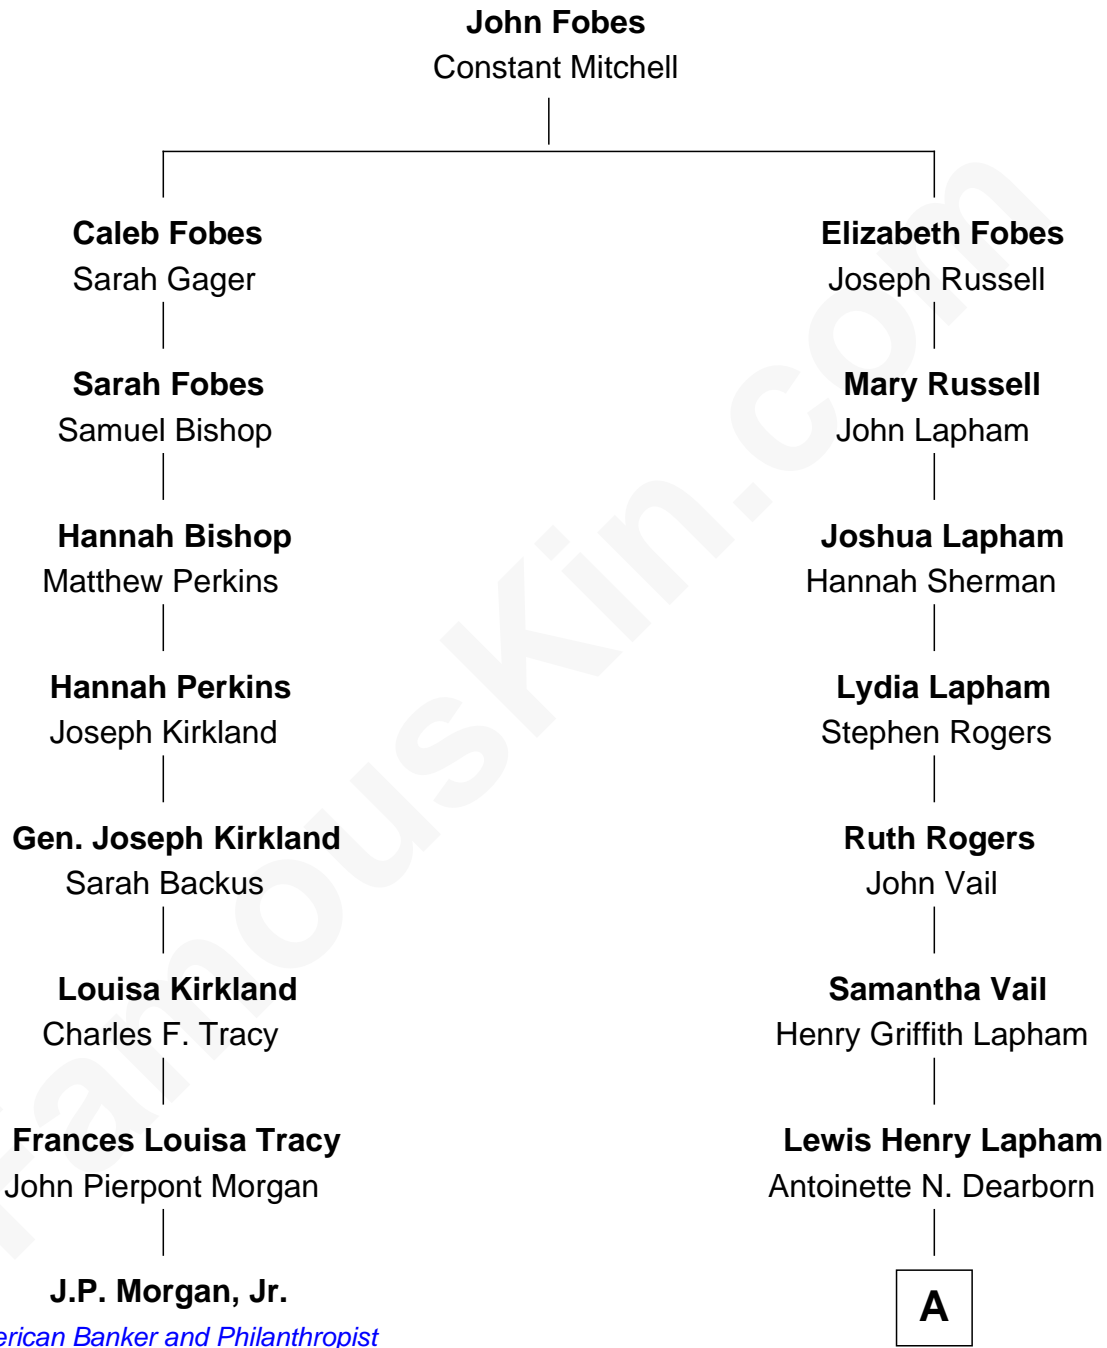 John Fobes
Constant Mitchell
Caleb Fobes
Sarah Gager
Elizabeth Fobes
Joseph Russell
Sarah Fobes
Samuel Bishop
Mary Russell
John Lapham
Hannah Bishop
Matthew Perkins
Joshua Lapham
Hannah Sherman
Hannah Perkins
Joseph Kirkland
Lydia Lapham
Stephen Rogers
Gen. Joseph Kirkland
Sarah Backus
Ruth Rogers
John Vail
Louisa Kirkland
Charles F. Tracy
Samantha Vail
Henry Griffith Lapham
Frances Louisa Tracy
John Pierpont Morgan
Lewis Henry Lapham
Antoinette N. Dearborn
J.P. Morgan, Jr.
erican Banker and Philanthropist
A
FamousKin.com